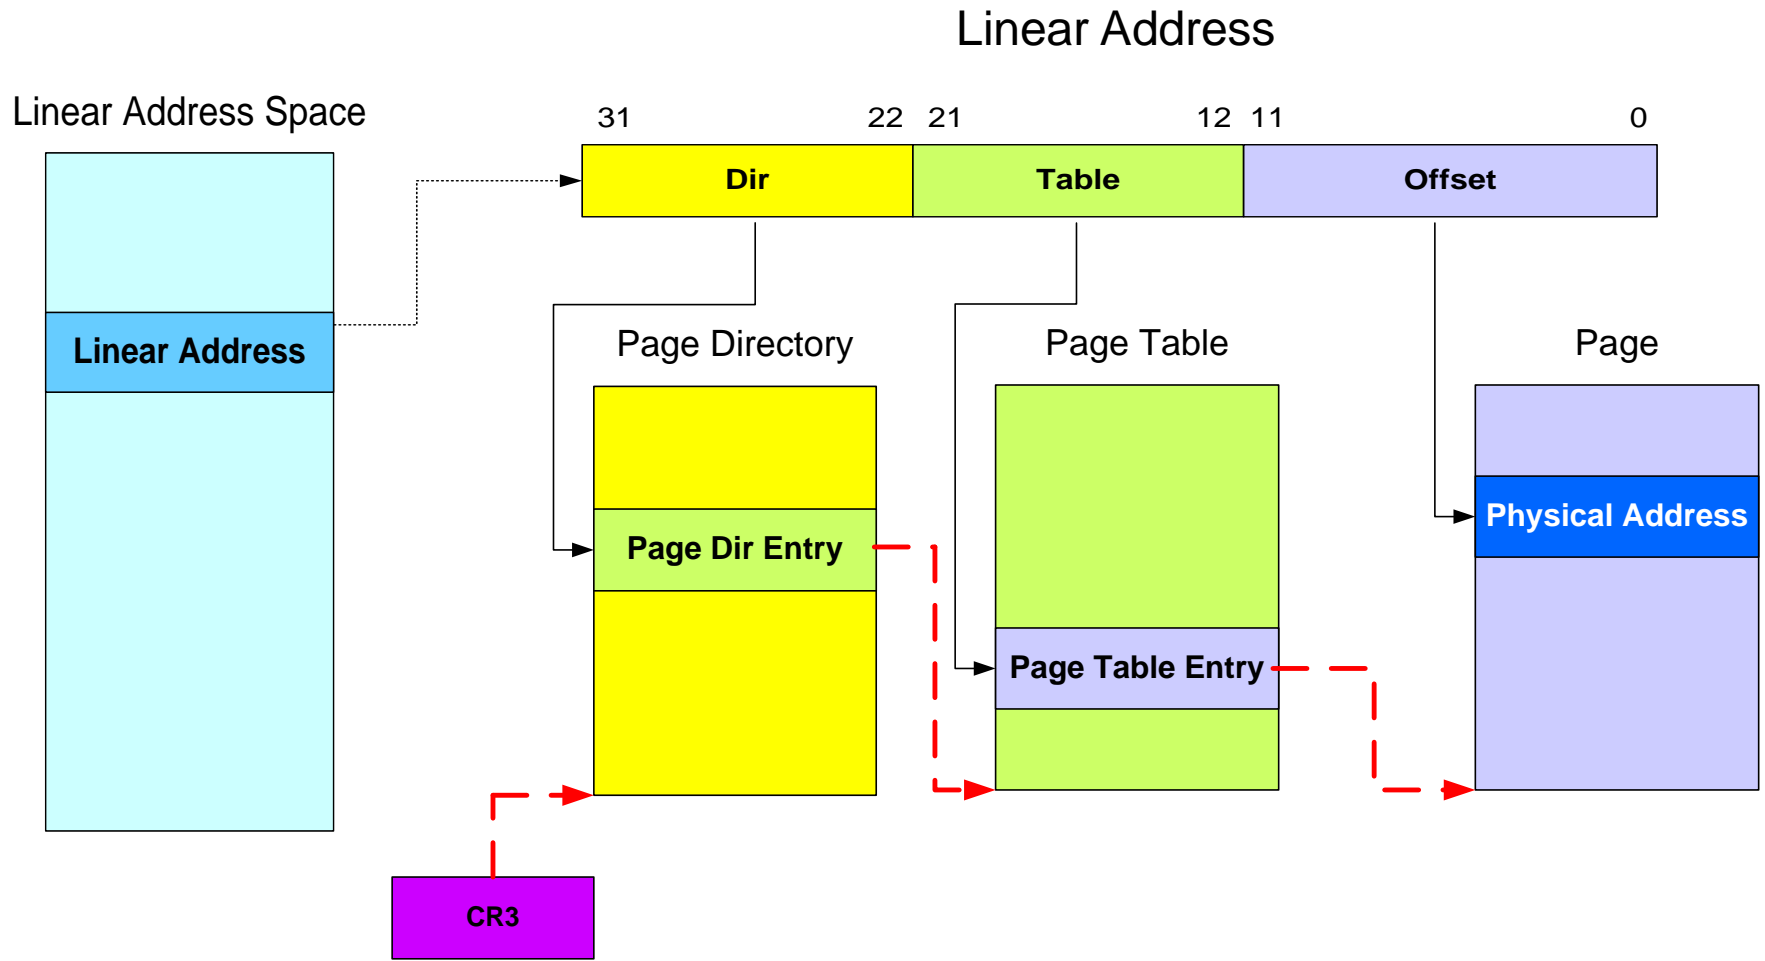 Linear Address
Linear Address Space
31 22 21 12 11 0
Dir Table Offset
Linear Address
Page Directory
Page Table
Page
Page Dir Entry
Page Table Entry
Physical Address
CR3